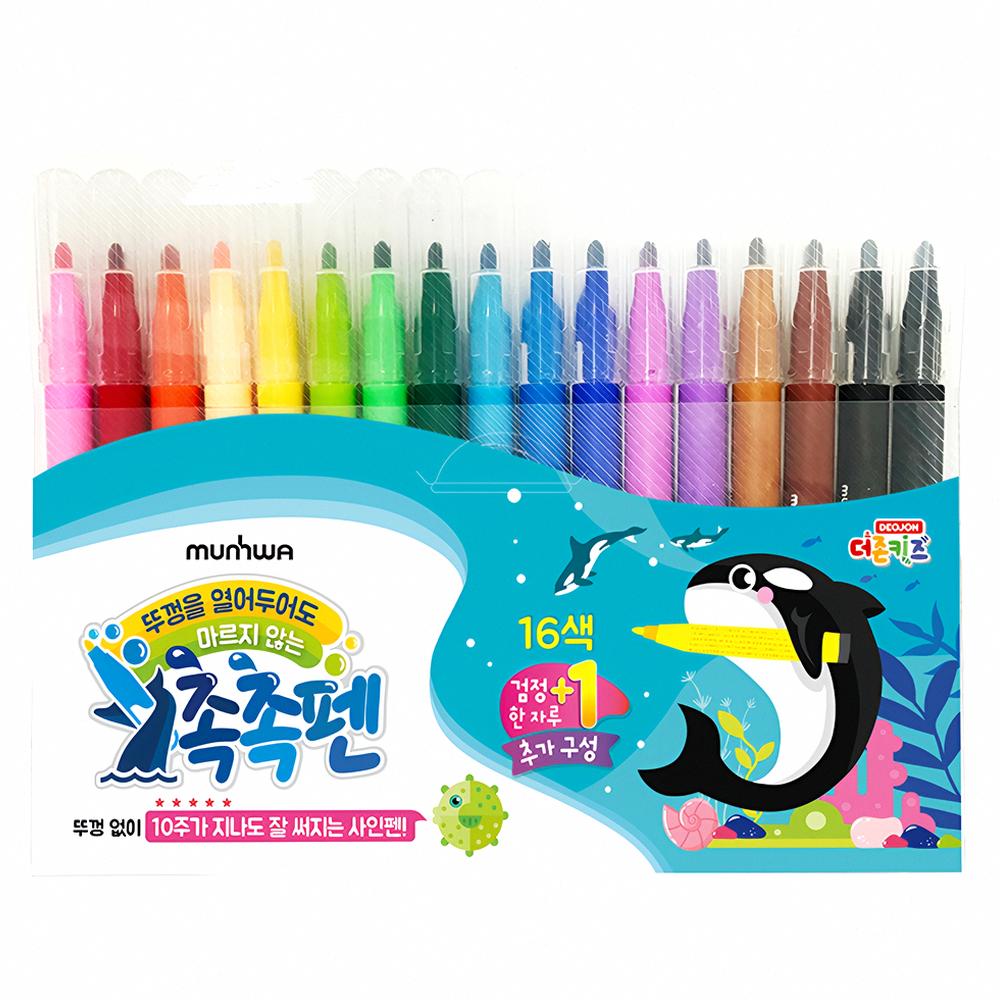 munhwa
뚜껑을 열어두어도
마르지 않는
촉촉펜
뚜껑 없이 10주가 지나도 잘 써지는 사인펜!
16색
검정 +1
한 자루
추가 구성
DEOJON
더존키즈